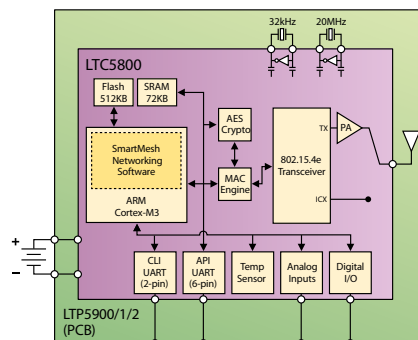 32kHz
20MHz
LTC5800
Flash
512KB
SRAM
72KB
AES
Crypto
TX
PA
SmartMesh
Networking
Software
802.15.4e
Transceiver
MAC
Engine
ARM
Cortex-M3
ICX
+
–
CLI
UART
(2-pin)
API
UART
(6-pin)
Temp
Sensor
Analog
Inputs
Digital
I/O
LTP5900/1/2
(PCB)